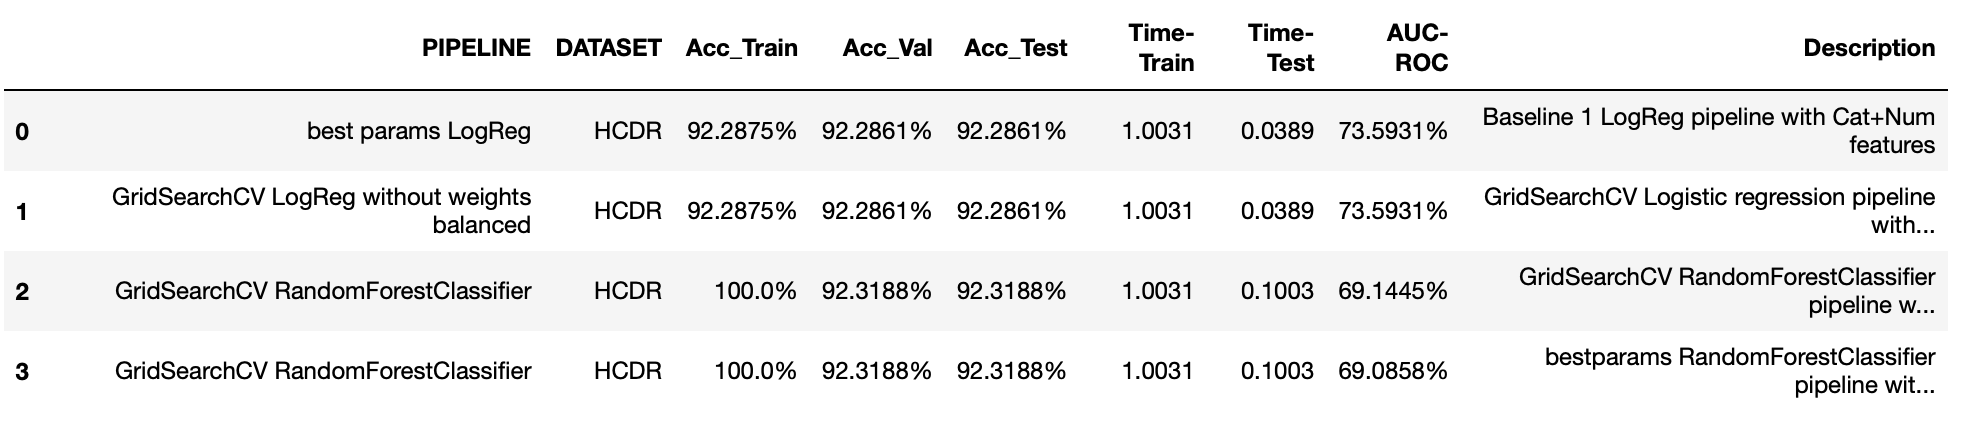 PIPELINE DATASET Acc_Train Acc_Val Acc_Test Time-Train Time-Test AUC-ROC Description
0 best params LogReg HCDR 92.2875% 92.2861% 92.2861% 1.0031 0.0389 73.5931% Baseline 1 LogReg pipeline with Cat+Num features
1 GridSearchCV LogReg without weights balanced HCDR 92.2875% 92.2861% 92.2861% 1.0031 0.0389 73.5931% GridSearchCV Logistic regression pipeline with...
2 GridSearchCV RandomForestClassifier HCDR 100.0% 92.3188% 92.3188% 1.0031 0.1003 69.1445% GridSearchCV RandomForestClassifier pipeline w...
3 GridSearchCV RandomForestClassifier HCDR 100.0% 92.3188% 92.3188% 1.0031 0.1003 69.0858% bestparams RandomForestClassifier pipeline wit...